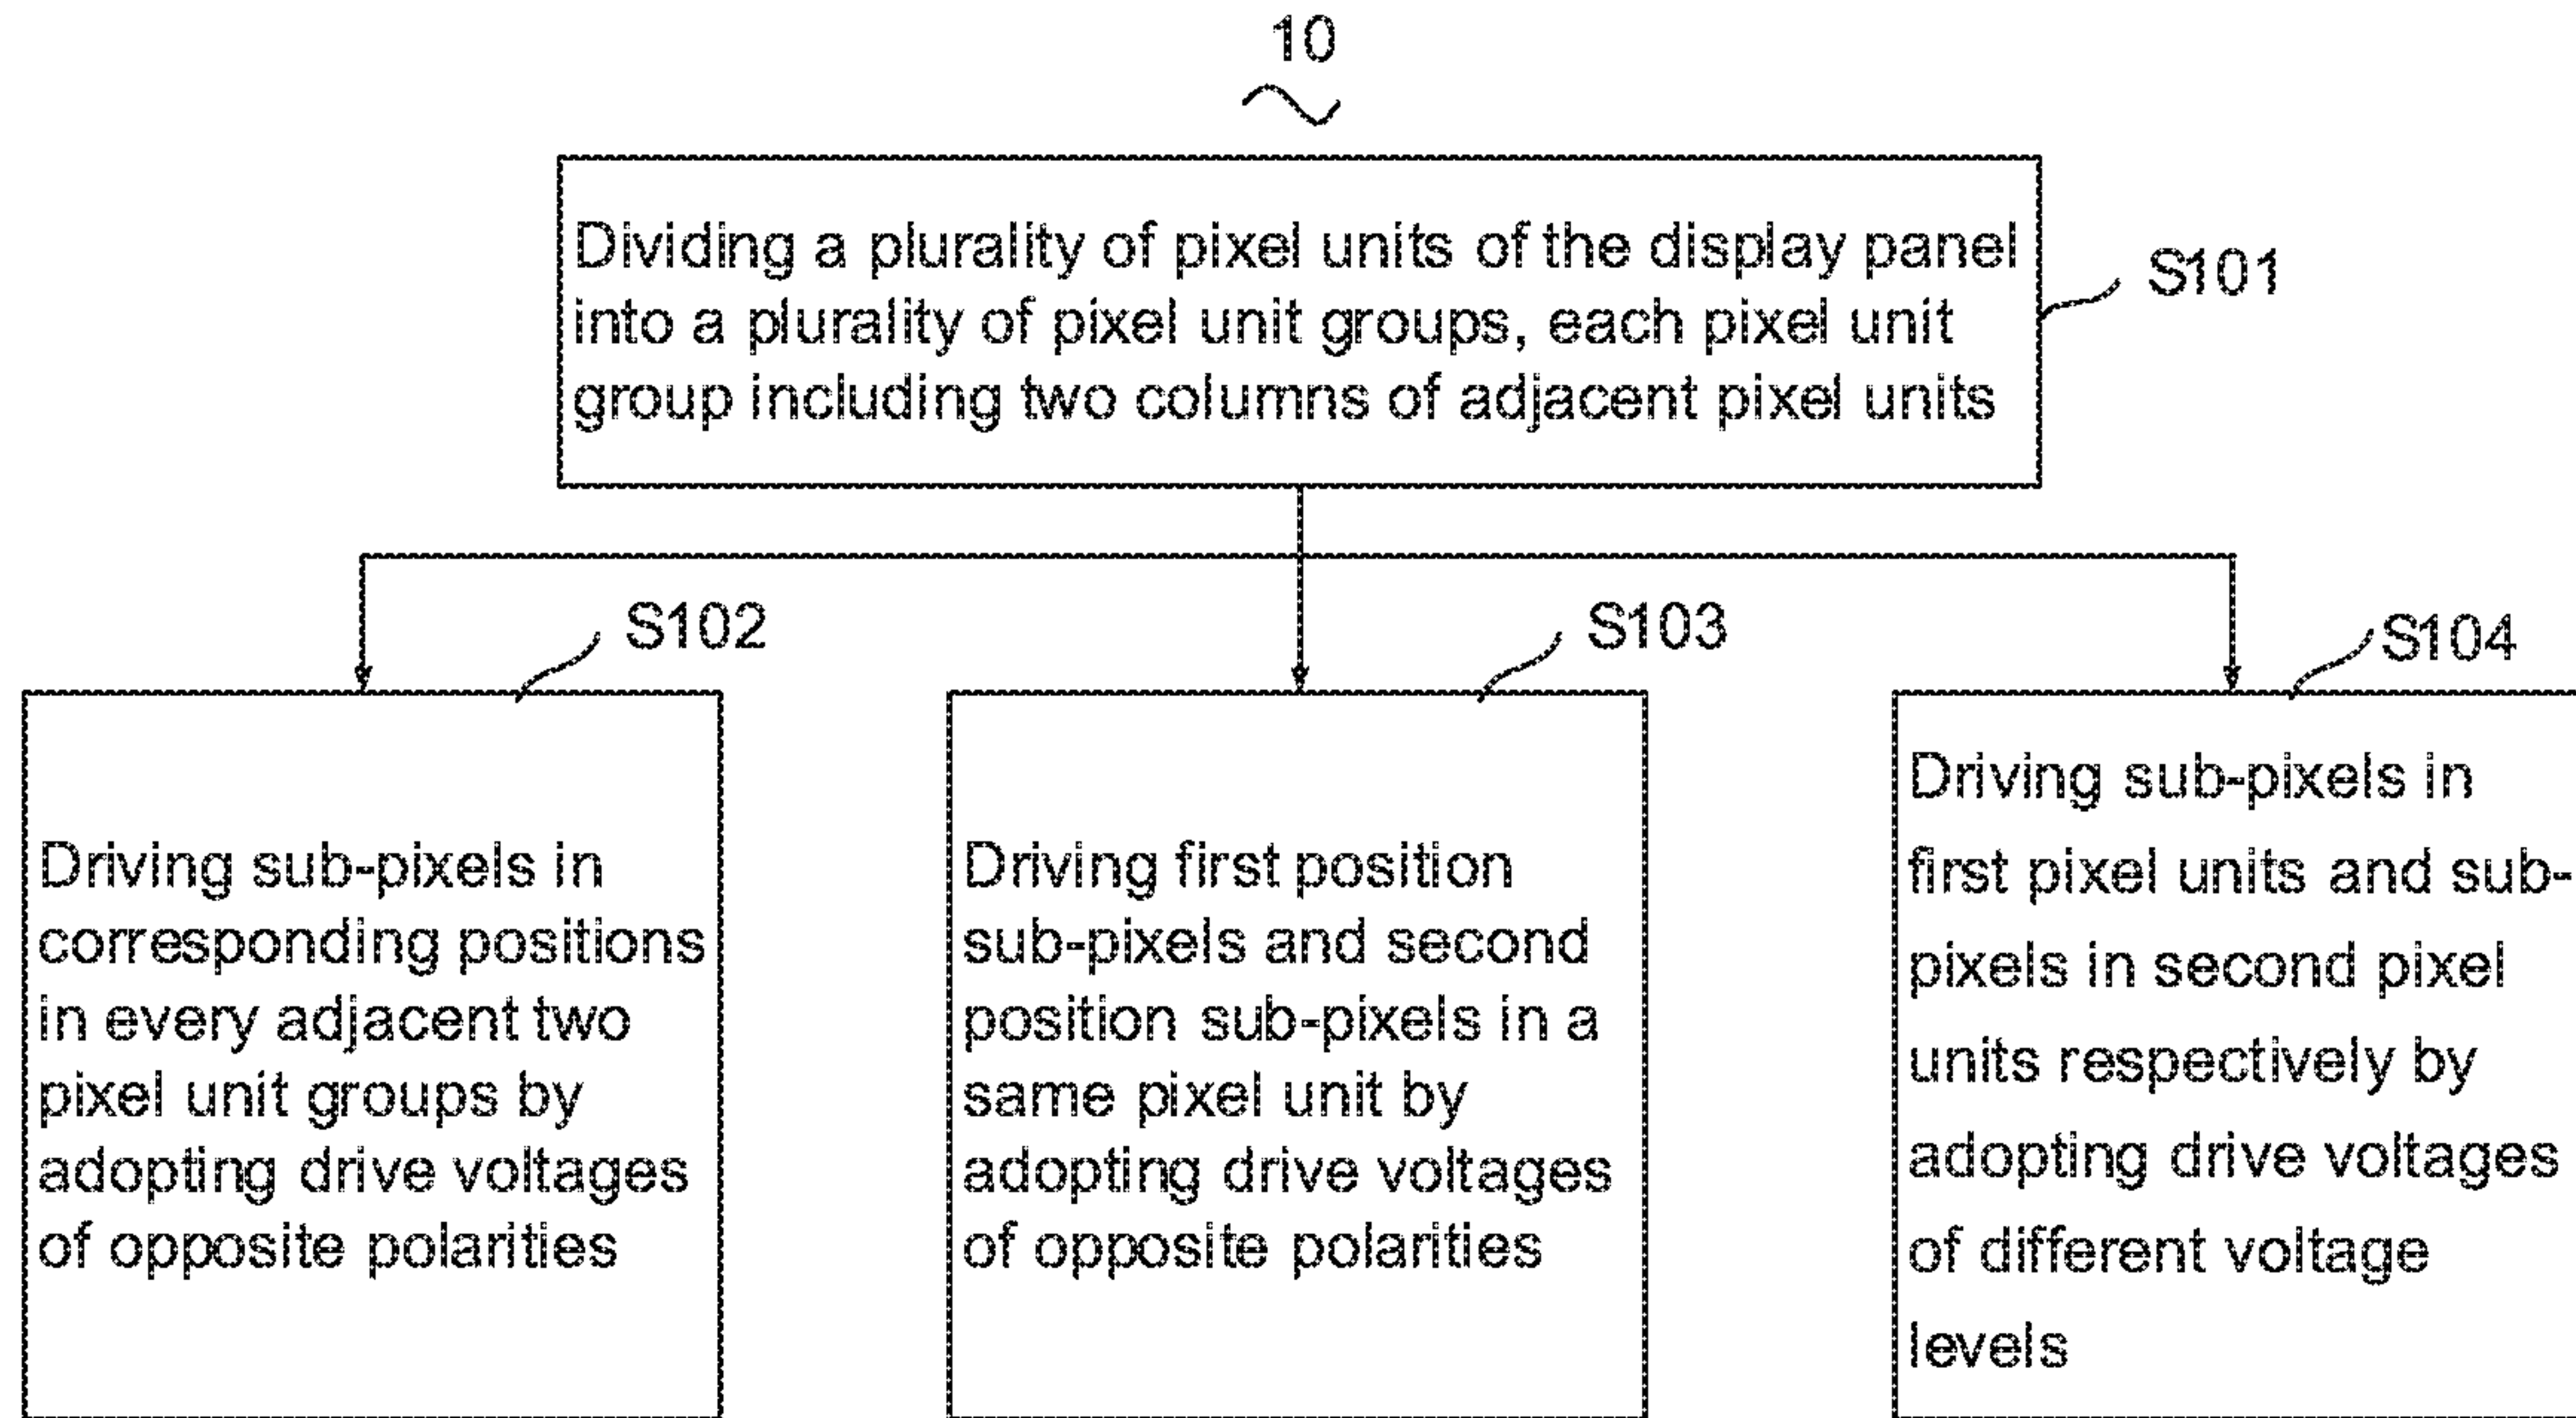 10
Dividing a plurality of pixel units of the display panel
into a plurality of pixel unit groups, each pixel unit
group including two columns of adjacent pixel units
S101
S102
Driving sub-pixels in
corresponding positions
in every adjacent two
pixel unit groups by
adopting drive voltages
of opposite polarities
S103
Driving first position
sub-pixels and second
position sub-pixels in a
same pixel unit by
adopting drive voltages
of opposite polarities
S104
Driving sub-pixels in
first pixel units and sub-
pixels in second pixel
units respectively by
adopting drive voltages
of different voltage
levels